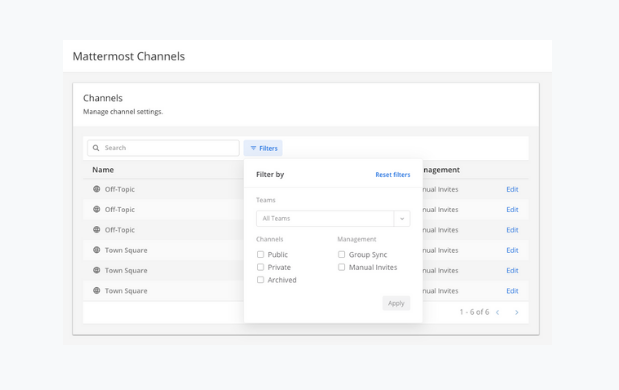 Mattermost Channels
Channels
Manage channel settings.
Search
Filters
Name
nagement
Off-Topic
nual Invites
Edit
Off-Topic
nual Invites
Edit
Off-Topic
nual Invites
Edit
Town Square
nual Invites
Edit
Town Square
nual Invites
Edit
Town Square
nual Invites
Edit
Filter by
Reset filters
Teams
All Teams
Channels
Management
Public
Group Sync
Private
Manual Invites
Archived
Apply
1 - 6 of 6